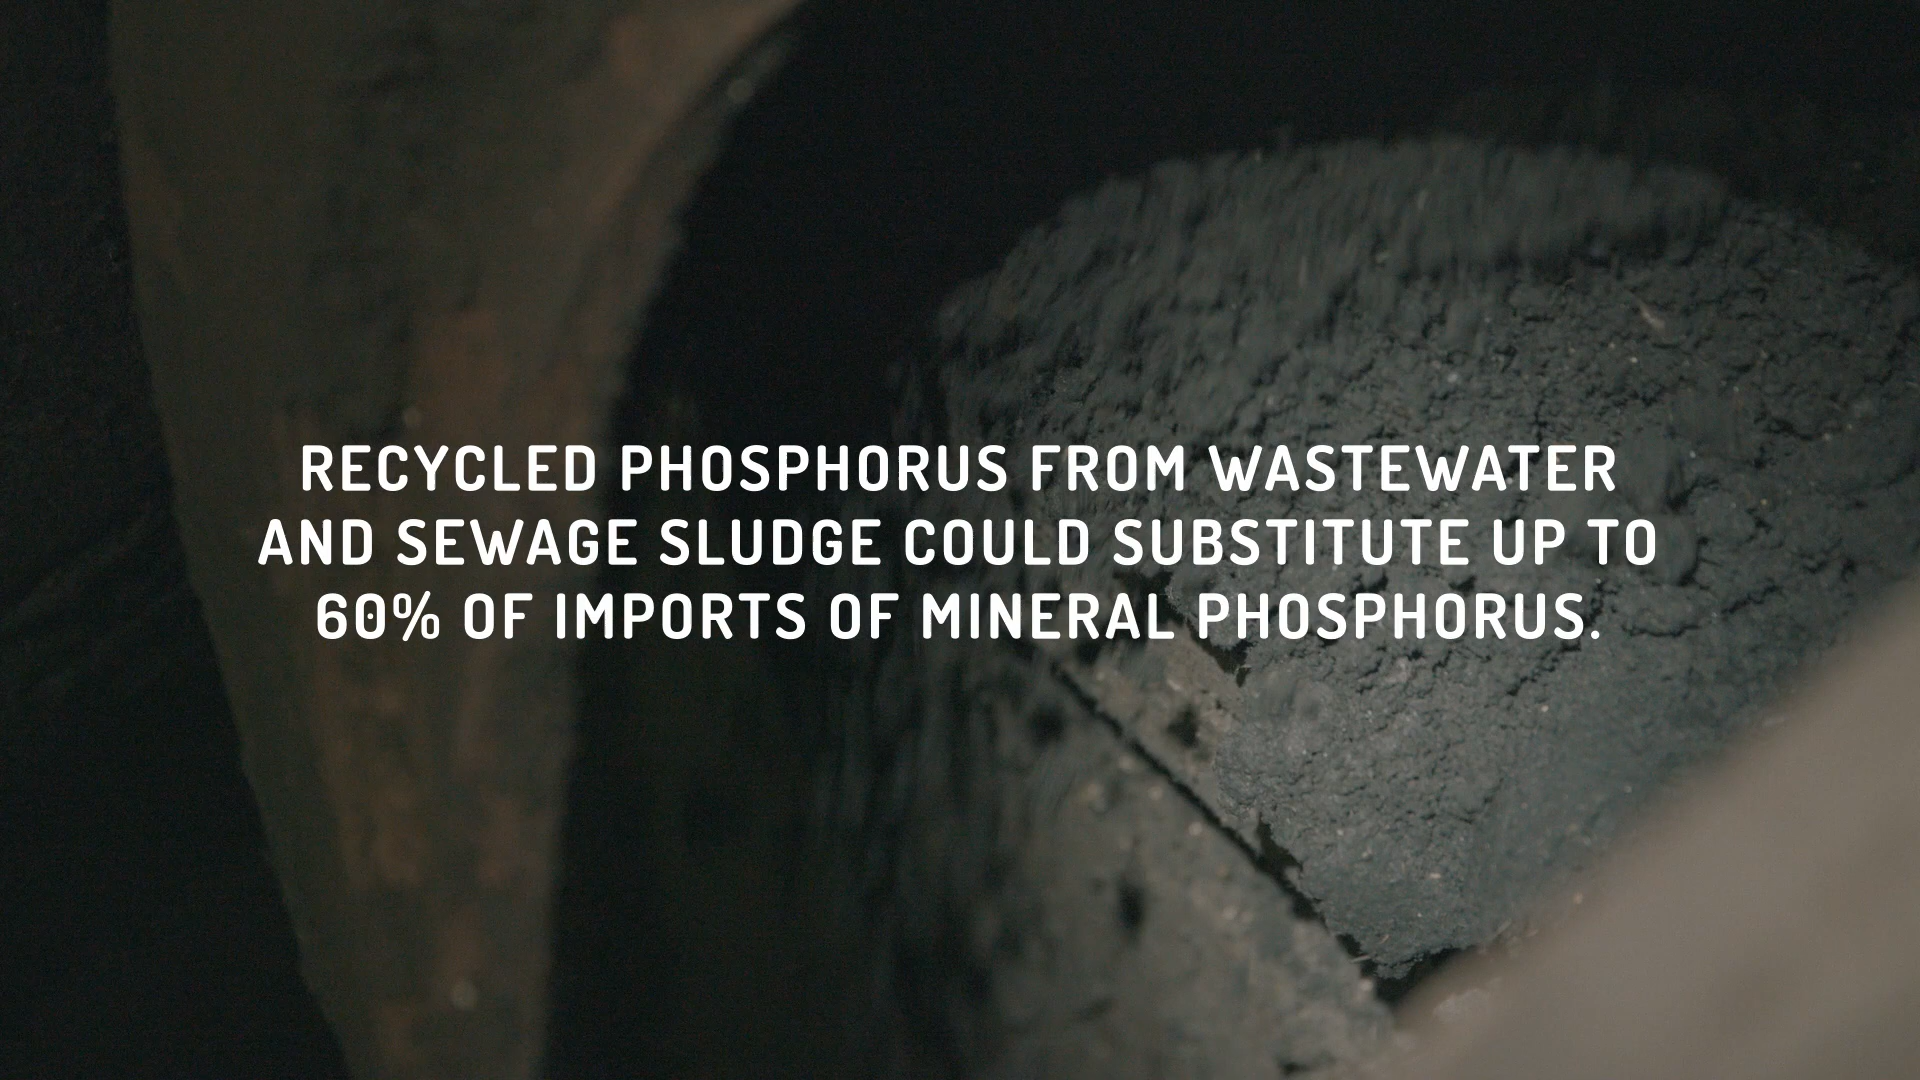 RECYCLED PHOSPHORUS FROM WASTEWATER
AND SEWAGE SLUDGE COULD SUBSTITUTE UP TO
60% OF IMPORTS OF MINERAL PHOSPHORUS.